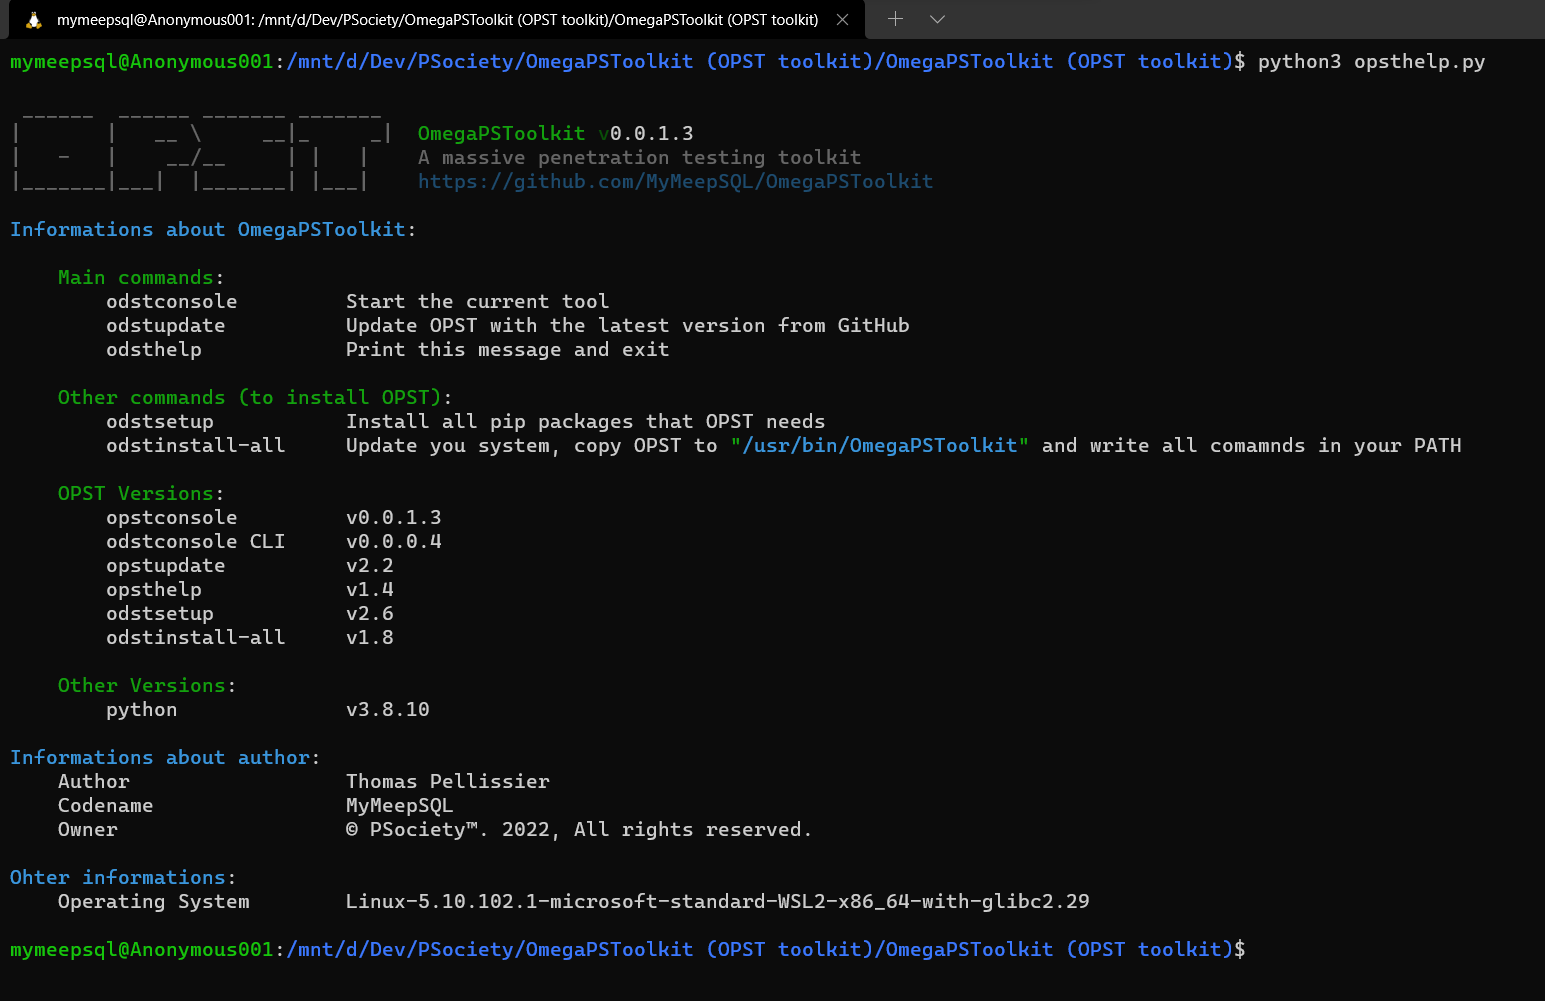 mymeepsql@Anonymous001: /mnt/d/Dev/PSociety/OmegaPSToolkit (OPST toolkit)/OmegaPSToolkit (OPST toolkit)
mymeepsql@Anonymous001:/mnt/d/Dev/PSociety/OmegaPSToolkit (OPST toolkit)/OmegaPSToolkit (OPST toolkit)$ python3 opsthelp.py
OPST
OmegaPSToolkit v0.0.1.3
A massive penetration testing toolkit
https://github.com/MyMeepSQL/OmegaPSToolkit
Informations about OmegaPSToolkit:
Main commands:
odstconsole Start the current tool
odstupdate Update OPST with the latest version from GitHub
odsthelp Print this message and exit
Other commands (to install OPST):
odstsetup Install all pip packages that OPST needs
odstinstall-all Update you system, copy OPST to "/usr/bin/OmegaPSToolkit" and write all comamnds in your PATH
OPST Versions:
opstconsole v0.0.1.3
odstconsole CLI v0.0.0.4
opstupdate v2.2
opsthelp v1.4
odstsetup v2.6
odstinstall-all v1.8
Other Versions:
python v3.8.10
Informations about author:
Author Thomas Pellissier
Codename MyMeepSQL
Owner © PSociety™. 2022, All rights reserved.
Ohter informations:
Operating System Linux-5.10.102.1-microsoft-standard-WSL2-x86_64-with-glibc2.29
mymeepsql@Anonymous001:/mnt/d/Dev/PSociety/OmegaPSToolkit (OPST toolkit)/OmegaPSToolkit (OPST toolkit)$